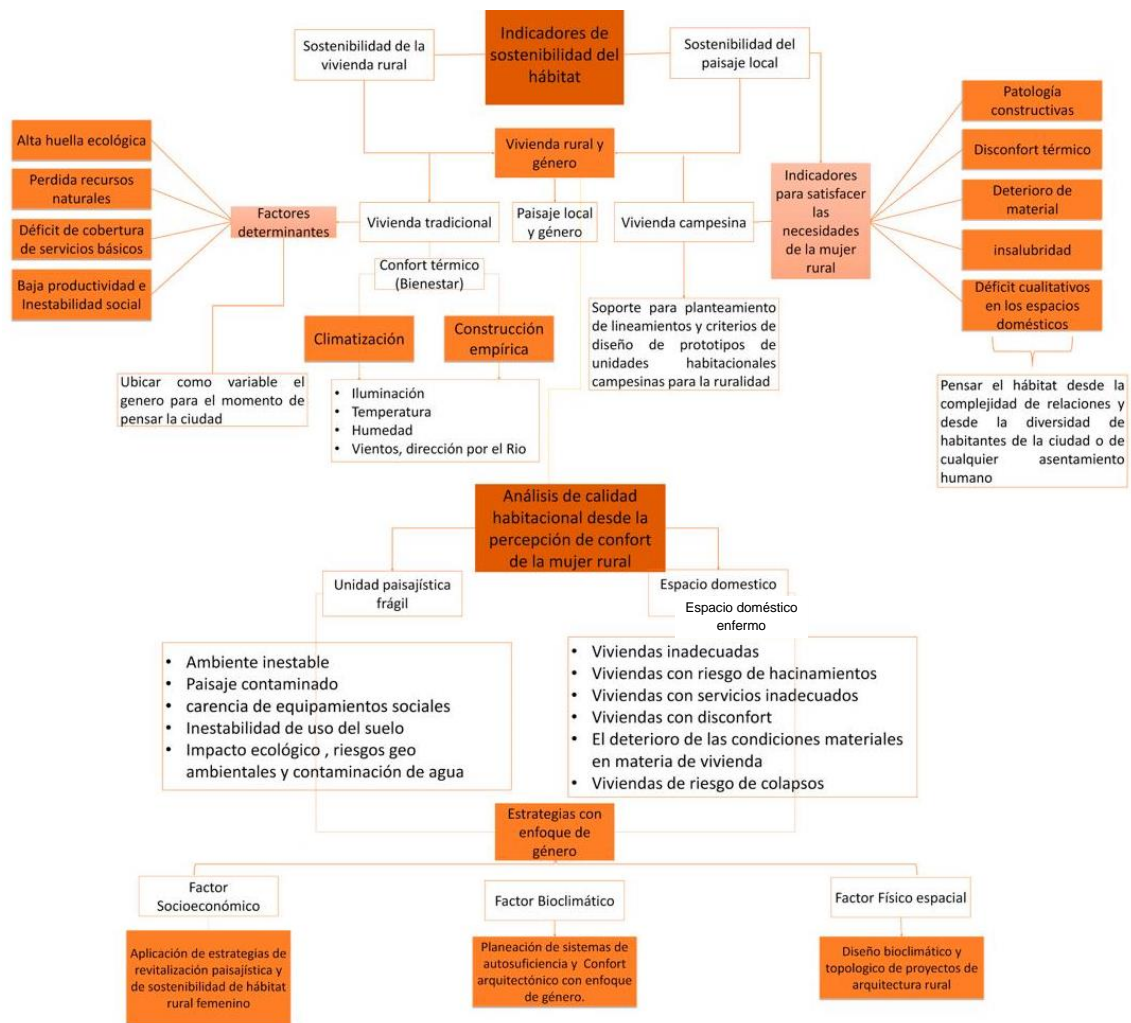 Indicadores de
sostenibilidad del
hábitat
Sostenibilidad de la
vivienda rural
Sostenibilidad del
paisaje local
Vivienda rural y
género
Alta huella ecológica
Perdida recursos
naturales
Déficit de cobertura
de servicios básicos
Baja productividad e
Inestabilidad social
Factores
determinantes
Vivienda tradicional
Paisaje local
y género
Vivienda campesina
Indicadores
para satisfacer
las
necesidades
de la mujer
rural
Patología
constructivas
Disconfort térmico
Deterioro de
material
insalubridad
Déficit cualitativos
en los espacios
domésticos
Confort térmico
(Bienestar)
Climatización
Construcción
empírica
Ubicar como variable el
genero para el momento de
pensar la ciudad
• Iluminación
• Temperatura
• Humedad
• Vientos, dirección por el Rio
Soporte para planteamiento
de lineamientos y criterios de
diseño de prototipos de
unidades habitacionales
campesinas para la ruralidad
Pensar el hábitat desde la
complejidad de relaciones y
desde la diversidad de
habitantes de la ciudad o de
cualquier asentamiento
humano
Análisis de calidad
habitacional desde la
percepción de confort
de la mujer rural
Unidad paisajística
frágil
Espacio domestico
Espacio doméstico
enfermo
• Ambiente inestable
• Paisaje contaminado
• carencia de equipamientos sociales
• Inestabilidad de uso del suelo
• Impacto ecológico , riesgos geo
ambientales y contaminación de agua
• Viviendas inadecuadas
• Viviendas con riesgo de hacinamientos
• Viviendas con servicios inadecuados
• Viviendas con disconfort
• El deterioro de las condiciones materiales
en materia de vivienda
• Viviendas de riesgo de colapsos
Estrategias con
enfoque de
género
Factor
Socioeconómico
Factor Bioclimático
Factor Físico espacial
Aplicación de estrategias de
revitalización paisajística y
de sostenibilidad de hábitat
rural femenino
Planeación de sistemas de
autosuficiencia y Confort
arquitectónico con enfoque
de género.
Diseño bioclimático y
topologico de proyectos de
arquitectura rural